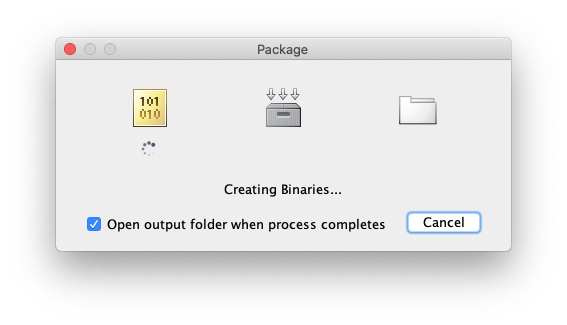 Package
101
010
Creating Binaries...
Open output folder when process completes
Cancel